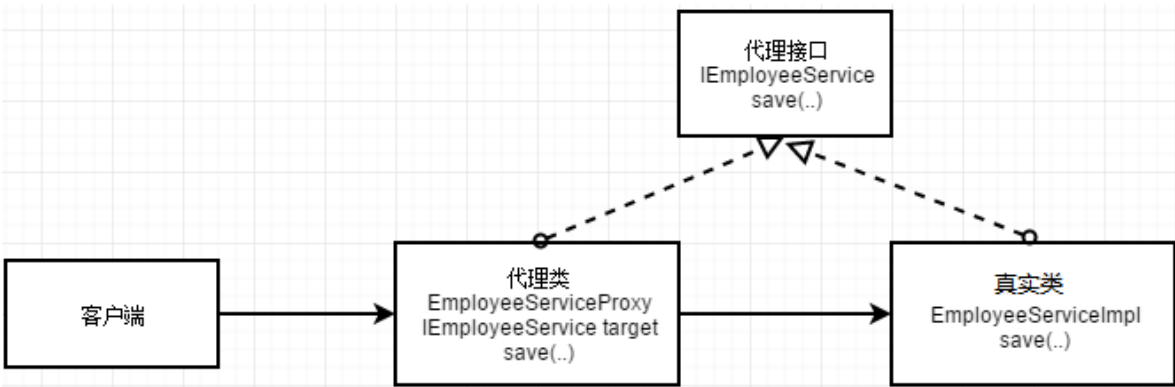 代理接口
IEmployeeService
save(..)
客户端
代理类
EmployeeServiceProxy
IEmployeeService target
save(..)
真实类
EmployeeServiceImpl
save(..)